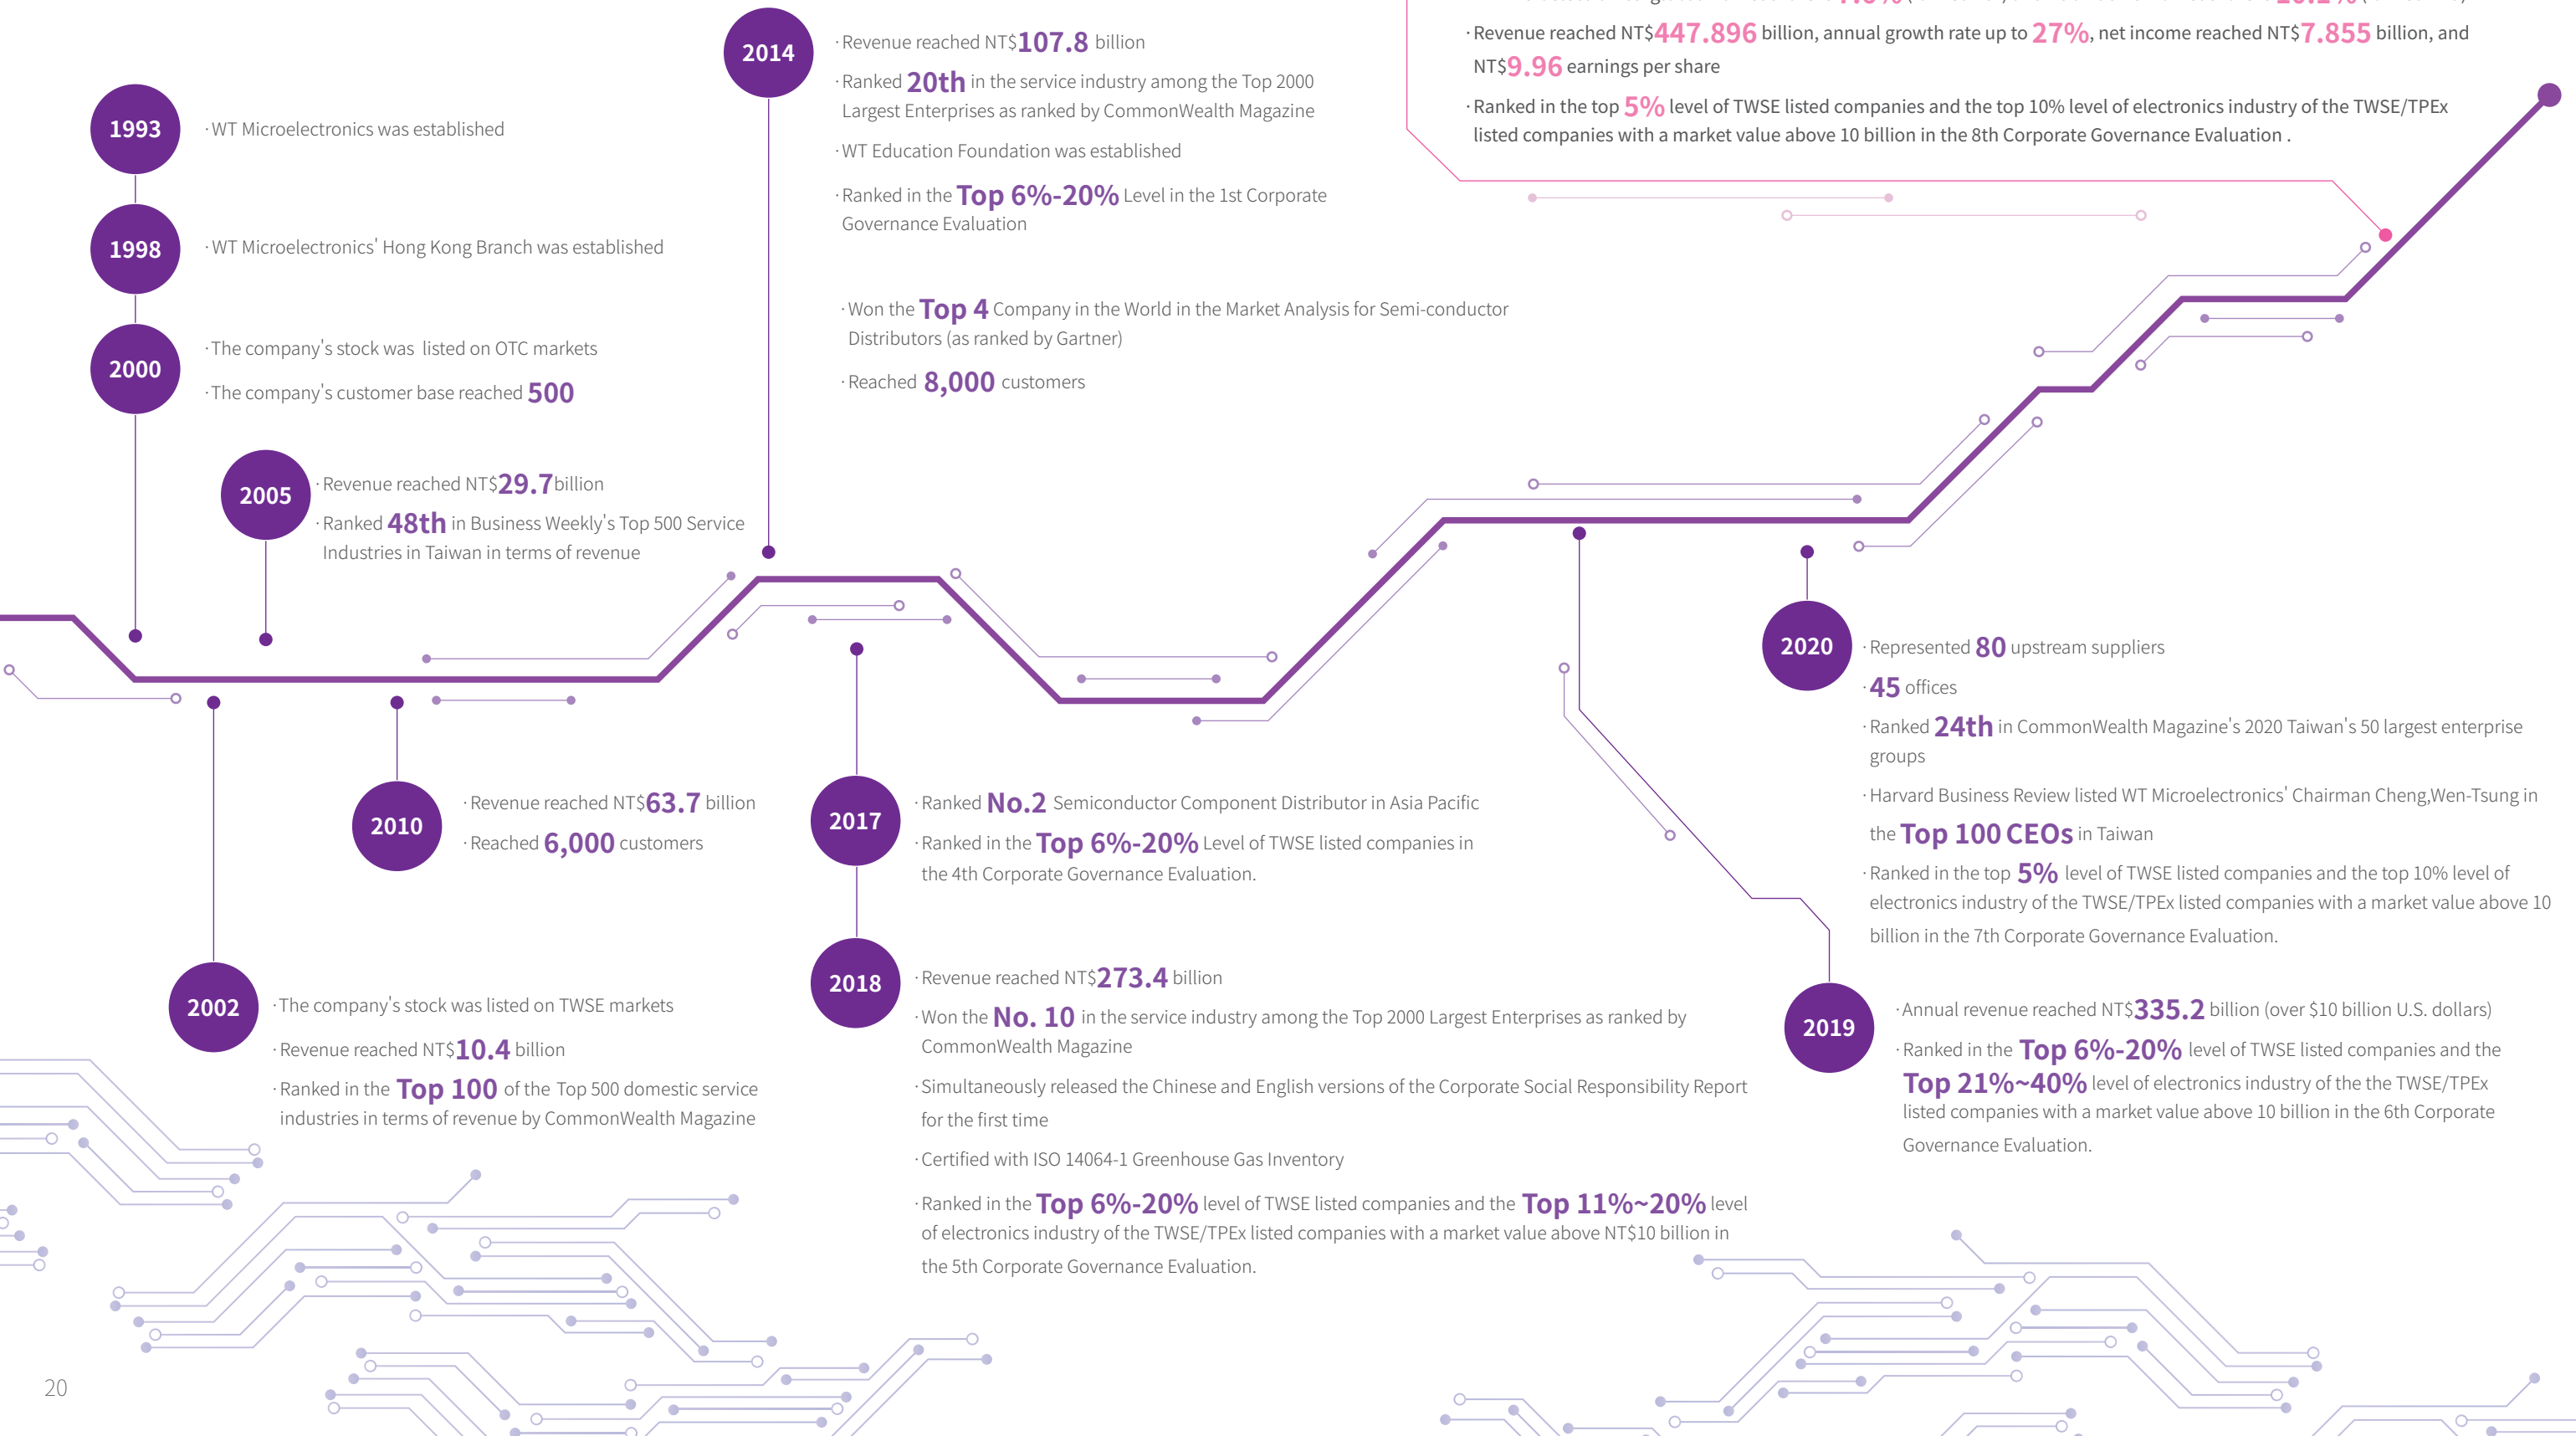 1993
·WT Microelectronics was established
1998
·WT Microelectronics' Hong Kong Branch was established
2000
·The company's stock was listed on OTC markets
·The company's customer base reached 500
2005
·Revenue reached NT$29.7billion
·Ranked 48th in Business Weekly's Top 500 Service
Industries in Taiwan in terms of revenue
2002
·The company's stock was listed on TWSE markets
·Revenue reached NT$10.4 billion
·Ranked in the Top 100 of the Top 500 domestic service
industries in terms of revenue by CommonWealth Magazine
2010
·Revenue reached NT$63.7 billion
·Reached 6,000 customers
2014
·Revenue reached NT$107.8 billion
·Ranked 20th in the service industry among the Top 2000
Largest Enterprises as ranked by CommonWealth Magazine
·WT Education Foundation was established
·Ranked in the Top 6%-20% Level in the 1st Corporate
Governance Evaluation
·Won the Top 4 Company in the World in the Market Analysis for Semi-conductor
Distributors (as ranked by Gartner)
·Reached 8,000 customers
2017
·Ranked No.2 Semiconductor Component Distributor in Asia Pacific
·Ranked in the Top 6%-20% Level of TWSE listed companies in
the 4th Corporate Governance Evaluation.
2018
·Revenue reached NT$273.4 billion
·Won the No. 10 in the service industry among the Top 2000 Largest Enterprises as ranked by
CommonWealth Magazine
·Simultaneously released the Chinese and English versions of the Corporate Social Responsibility Report
for the first time
·Certified with ISO 14064-1 Greenhouse Gas Inventory
·Ranked in the Top 6%-20% level of TWSE listed companies and the Top 11%~20% level
of electronics industry of the TWSE/TPEx listed companies with a market value above NT$10 billion in
the 5th Corporate Governance Evaluation.
·Revenue reached NT$447.896 billion, annual growth rate up to 27%, net income reached NT$7.855 billion, and
NT$9.96 earnings per share
·Ranked in the top 5% level of TWSE listed companies and the top 10% level of electronics industry of the TWSE/TPEx
listed companies with a market value above 10 billion in the 8th Corporate Governance Evaluation .
2020
·Represented 80 upstream suppliers
·45 offices
·Ranked 24th in CommonWealth Magazine's 2020 Taiwan's 50 largest enterprise
groups
·Harvard Business Review listed WT Microelectronics' Chairman Cheng,Wen-Tsung in
the Top 100 CEOs in Taiwan
·Ranked in the top 5% level of TWSE listed companies and the top 10% level of
electronics industry of the TWSE/TPEx listed companies with a market value above 10
billion in the 7th Corporate Governance Evaluation.
2019
·Annual revenue reached NT$335.2 billion (over $10 billion U.S. dollars)
·Ranked in the Top 6%-20% level of TWSE listed companies and the
Top 21%~40% level of electronics industry of the the TWSE/TPEx
listed companies with a market value above 10 billion in the 6th Corporate
Governance Evaluation.
20